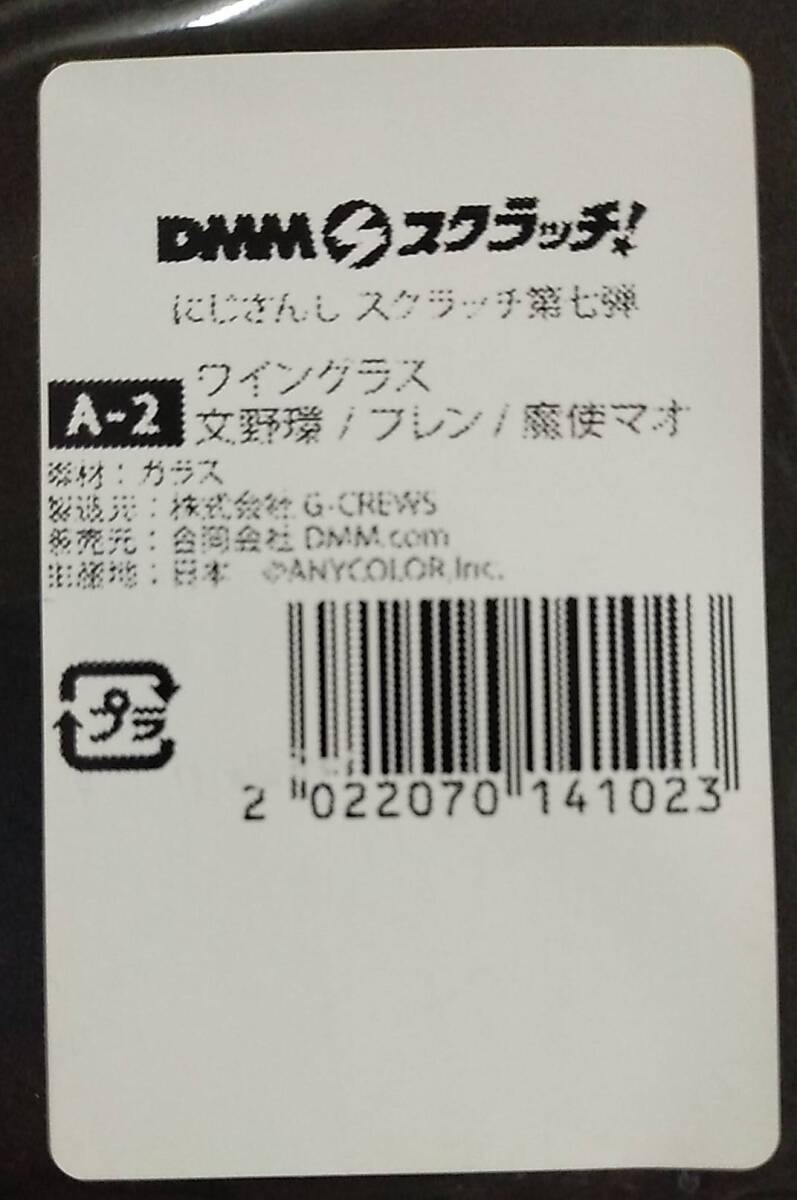 DMM スクラッチ!
にじさんじ スクラッチ第七弾
A-2
ワイングラス
文野環 / フレン / 魔使マオ
素材：ガラス
製造元：株式会社 G-CREWS
販売元：合同会社 DMM.com
出産地：日本 ©ANYCOLOR,Inc.
プラ
2 022070 141023